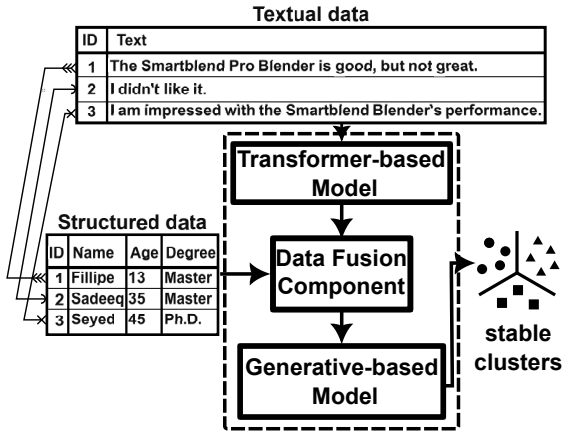 Textual data
ID Text
1 The Smartblend Pro Blender is good, but not great.
2 I didn't like it.
3 I am impressed with the Smartblend Blender's performance.
Transformer-based
Model
Structured data
ID Name Age Degree
1 Fillipe 13 Master
2 Sadeeq 35 Master
3 Seyed 45 Ph.D.
Data Fusion
Component
Generative-based
Model
stable
clusters